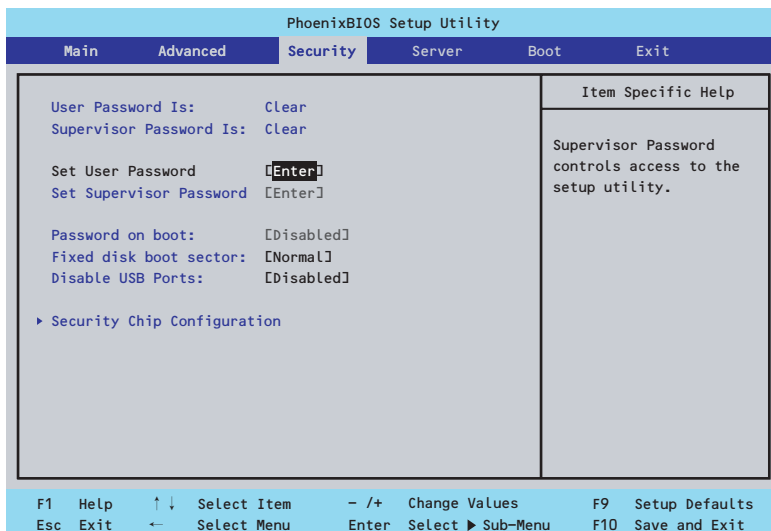 PhoenixBIOS Setup Utility
Main Advanced Security Server Boot Exit
User Password Is: Clear
Supervisor Password Is: Clear
Set User Password [Enter]
Set Supervisor Password [Enter]
Password on boot: [Disabled]
Fixed disk boot sector: [Normal]
Disable USB Ports: [Disabled]
▶ Security Chip Configuration
Item Specific Help
Supervisor Password
controls access to the
setup utility.
F1 Help ↑↓ Select Item - /+ Change Values F9 Setup Defaults
Esc Exit ← Select Menu Enter Select ▶ Sub-Menu F10 Save and Exit